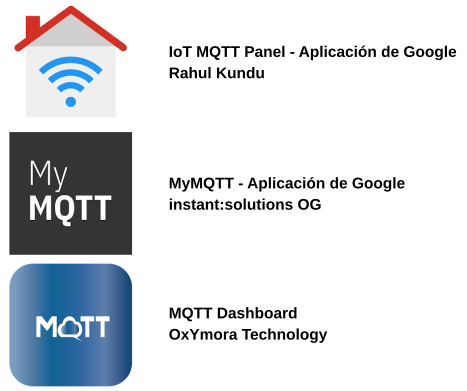 IoT MQTT Panel - Aplicación de Google
Rahul Kundu
My
MQTT
MyMQTT - Aplicación de Google
instant:solutions OG
MQTT
MQTT Dashboard
OxYmora Technology